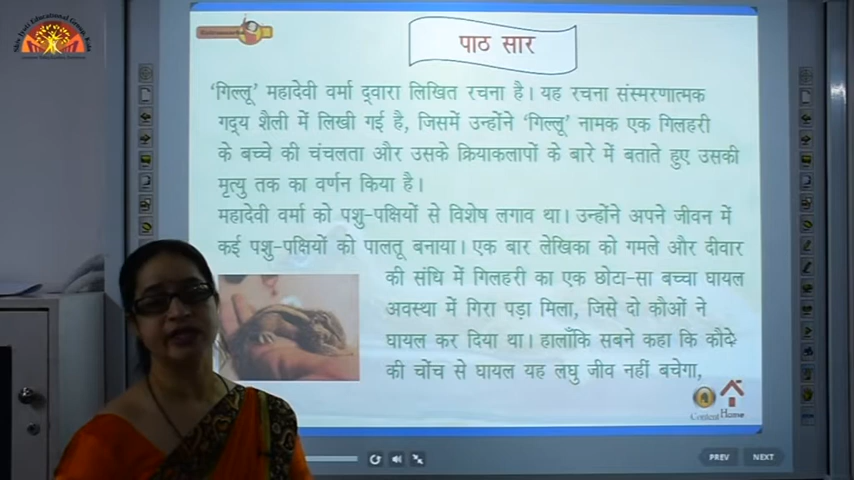 पाठ सार
‘गिल्लू’ महादेवी वर्मा द्वारा लिखित रचना है। यह रचना संस्मरणात्मक
गद्य शैली में लिखी गई है, जिसमें उन्होंने ‘गिल्लू’ नामक एक गिलहरी
के बच्चे की चंचलता और उसके क्रियाकलापों के बारे में बताते हुए उसकी
मृत्यु तक का वर्णन किया है।
महादेवी वर्मा को पशु-पक्षियों से विशेष लगाव था। उन्होंने अपने जीवन में
कई पशु-पक्षियों को पालतू बनाया। एक बार लेखिका को गमले और दीवार
की संधि में गिलहरी का एक छोटा-सा बच्चा घायल
अवस्था में गिरा पड़ा मिला, जिसे दो कौओं ने
घायल कर दिया था। हालाँकि सबने कहा कि कौवे
की चोंच से घायल यह लघु जीव नहीं बचेगा,
Content Home
PREV NEXT